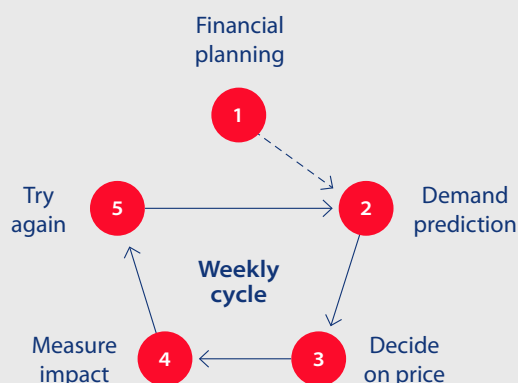 Financial
planning
1
Try
again
5
2
Demand
prediction
Weekly
cycle
Measure
impact
4
3
Decide
on price